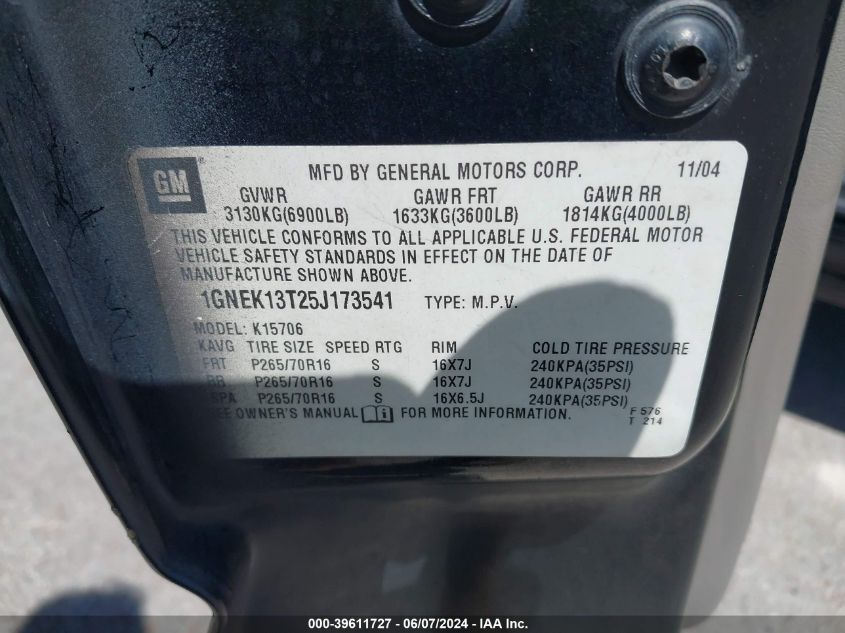 GM MFD BY GENERAL MOTORS CORP. 11/04
GVWR GAWR FRT GAWR RR
3130KG(6900LB) 1633KG(3600LB) 1814KG(4000LB)
THIS VEHICLE CONFORMS TO ALL APPLICABLE U.S. FEDERAL MOTOR
VEHICLE SAFETY STANDARDS IN EFFECT ON THE DATE OF
MANUFACTURE SHOWN ABOVE.
1GNEK13T25J173541 TYPE: M.P.V.
MODEL: K15706
KAVG TIRE SIZE SPEED RTG RIM COLD TIRE PRESSURE
FRT P265/70R16 S 16X7J 240KPA(35PSI)
RR P265/70R16 S 16X7J 240KPA(35PSI)
SPA P265/70R16 S 16X6.5J 240KPA(35PSI)
SEE OWNER'S MANUAL FOR MORE INFORMATION.
F 576
T 214
000-39611727 - 06/07/2024 - IAA Inc.